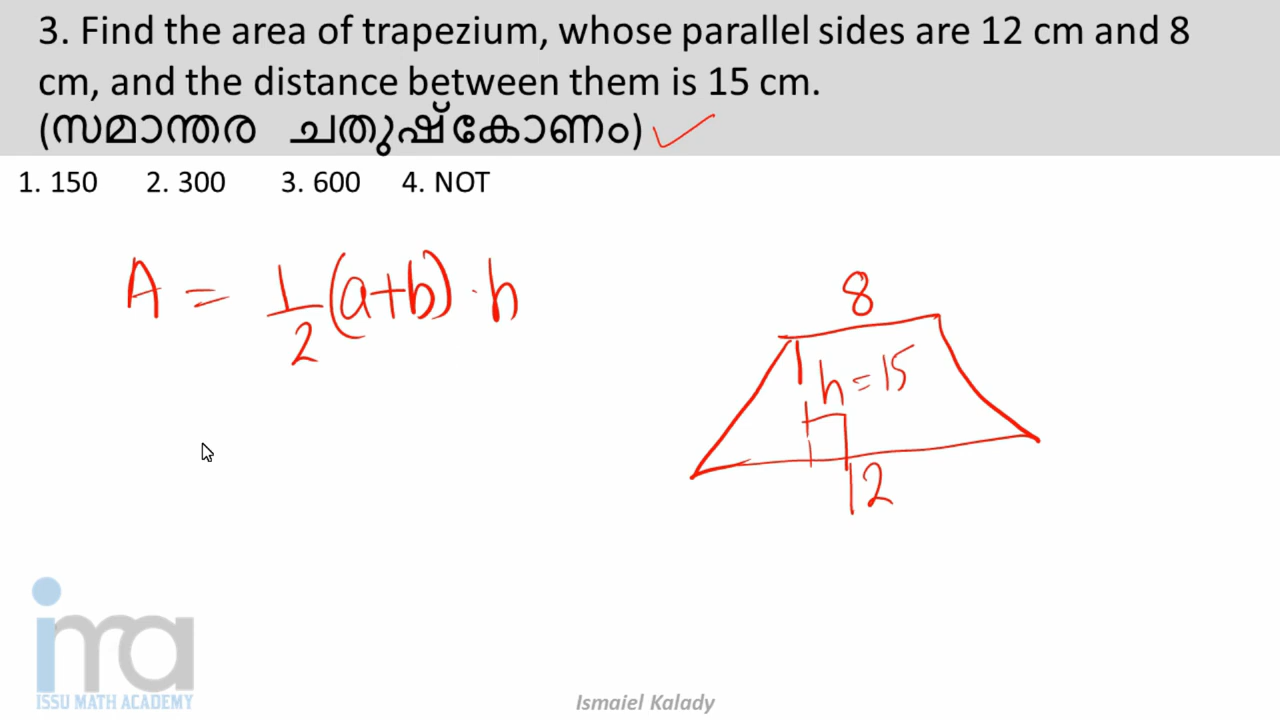 3. Find the area of trapezium, whose parallel sides are 12 cm and 8
cm, and the distance between them is 15 cm.
(സമാന്തര ചതുഷ്കോണം)
1. 150 2. 300 3. 600 4. NOT
A = 1/2 (a+b) · h
8
h = 15
12
ima
ISSU MATH ACADEMY
Ismaiel Kalady